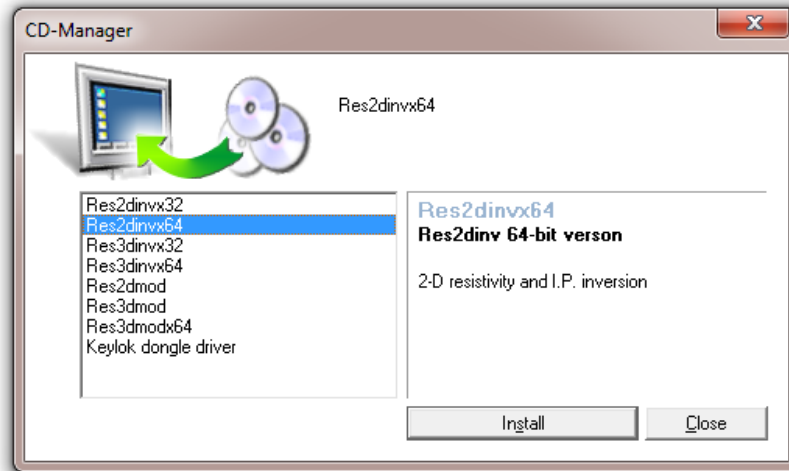 CD-Manager
Res2dinvx64
Res2dinvx32
Res2dinvx64
Res3dinvx32
Res3dinvx64
Res2dmod
Res3dmod
Res3dmodx64
Keylok dongle driver
Res2dinvx64
Res2dinv 64-bit verson
2-D resistivity and I.P. inversion
Install
Close